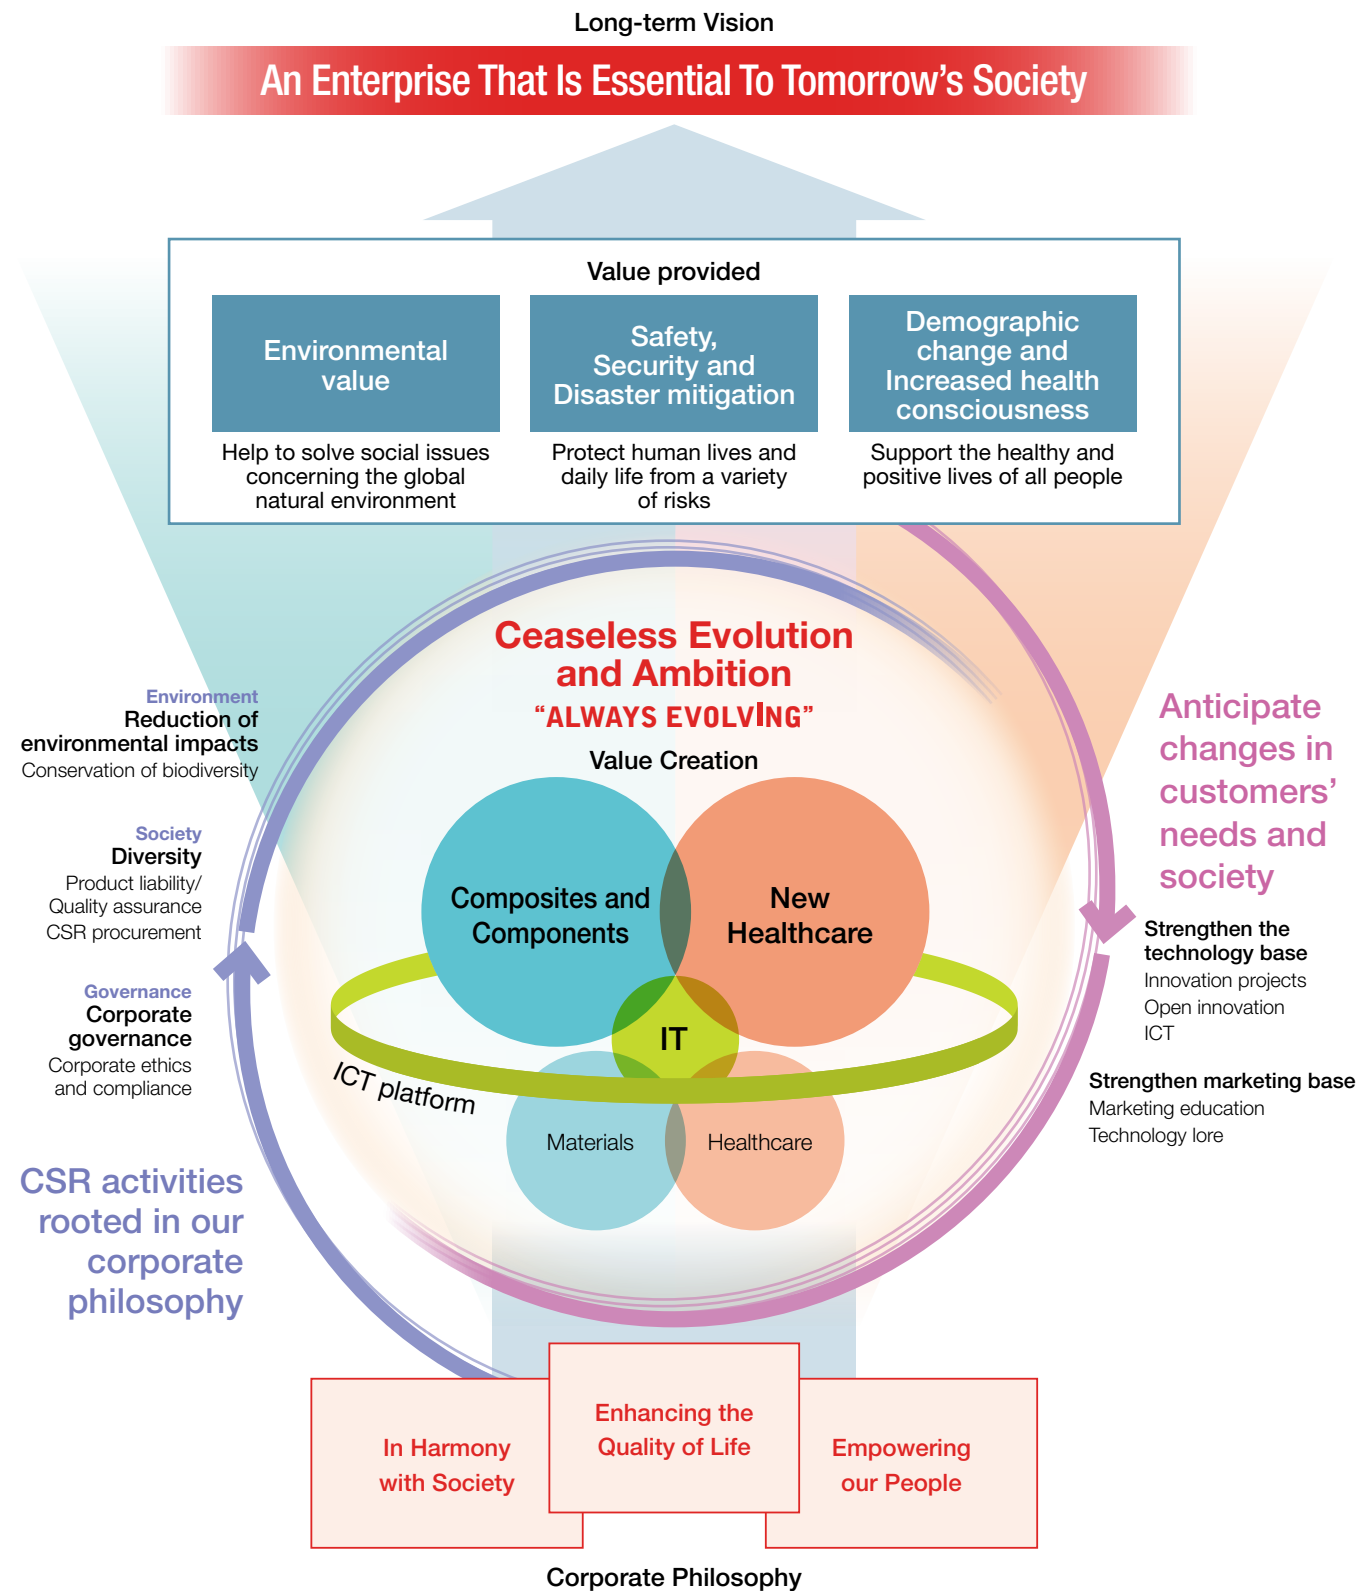 Long-term Vision
An Enterprise That Is Essential To Tomorrow’s Society
Value provided
Environmental
value
Help to solve social issues
concerning the global
natural environment
Safety,
Security and
Disaster mitigation
Protect human lives and
daily life from a variety
of risks
Demographic
change and
Increased health
consciousness
Support the healthy and
positive lives of all people
Ceaseless Evolution
and Ambition
“ALWAYS EVOLVING”
Value Creation
Composites and
Components
New
Healthcare
IT
ICT platform
Materials
Healthcare
Environment
Reduction of
environmental impacts
Conservation of biodiversity
Society
Diversity
Product liability/
Quality assurance
CSR procurement
Governance
Corporate
governance
Corporate ethics
and compliance
CSR activities
rooted in our
corporate
philosophy
Anticipate
changes in
customers’
needs and
society
Strengthen the
technology base
Innovation projects
Open innovation
ICT
Strengthen marketing base
Marketing education
Technology lore
In Harmony
with Society
Enhancing the
Quality of Life
Empowering
our People
Corporate Philosophy